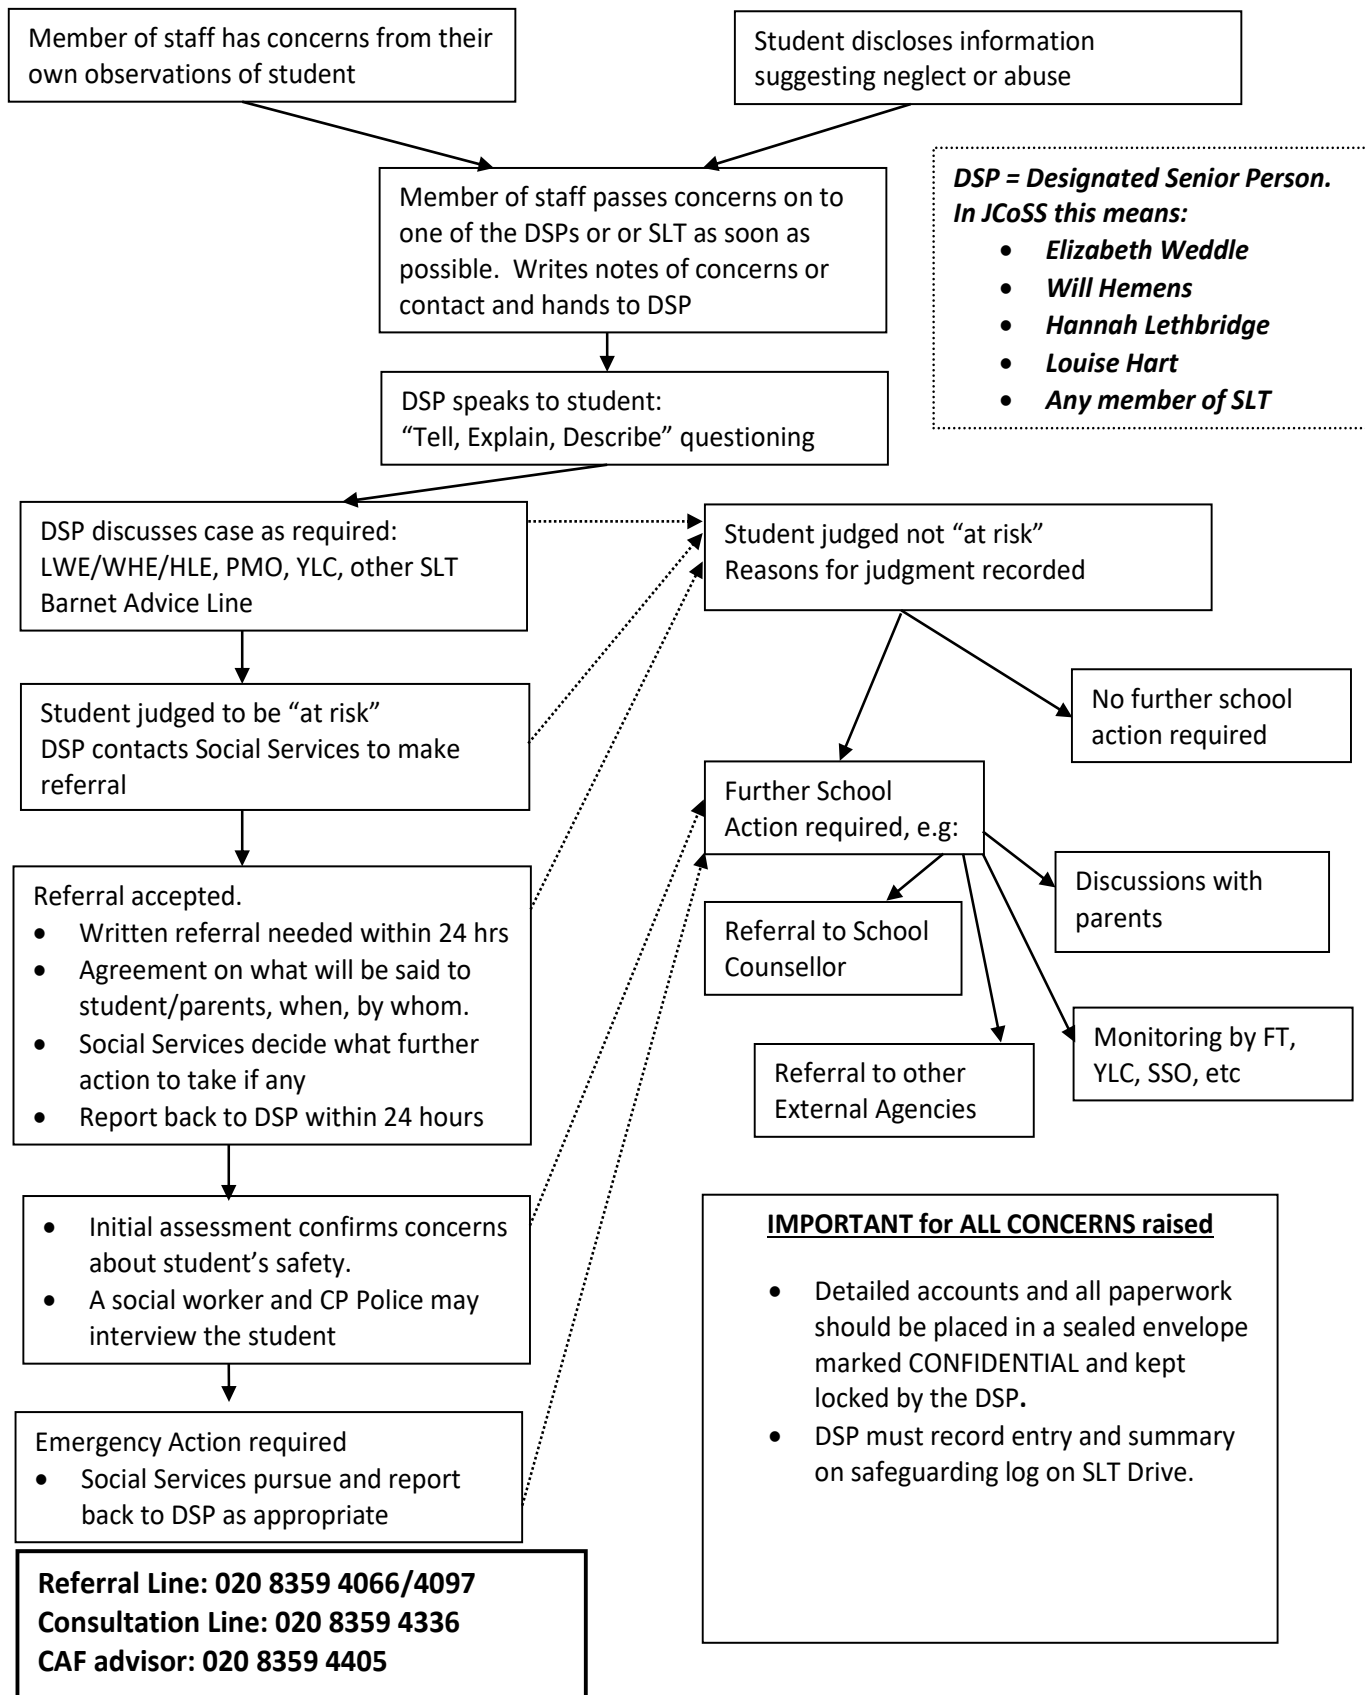 Member of staff has concerns from their
own observations of student
Student discloses information
suggesting neglect or abuse
DSP = Designated Senior Person.
In JCoSS this means:
• Elizabeth Weddle
• Will Hemens
• Hannah Lethbridge
• Louise Hart
• Any member of SLT
Member of staff passes concerns on to
one of the DSPs or or SLT as soon as
possible.  Writes notes of concerns or
contact and hands to DSP
DSP speaks to student:
“Tell, Explain, Describe” questioning
DSP discusses case as required:
LWE/WHE/HLE, PMO, YLC, other SLT
Barnet Advice Line
Student judged not “at risk”
Reasons for judgment recorded
Student judged to be “at risk”
DSP contacts Social Services to make
referral
No further school
action required
Further School
Action required, e.g:
Referral accepted.
• Written referral needed within 24 hrs
• Agreement on what will be said to
student/parents, when, by whom.
• Social Services decide what further
action to take if any
• Report back to DSP within 24 hours
Discussions with
parents
Referral to School
Counsellor
Monitoring by FT,
YLC, SSO, etc
Referral to other
External Agencies
• Initial assessment confirms concerns
about student’s safety.
• A social worker and CP Police may
interview the student
Emergency Action required
• Social Services pursue and report
back to DSP as appropriate
IMPORTANT for ALL CONCERNS raised
• Detailed accounts and all paperwork
should be placed in a sealed envelope
marked CONFIDENTIAL and kept
locked by the DSP.
• DSP must record entry and summary
on safeguarding log on SLT Drive.
Referral Line: 020 8359 4066/4097
Consultation Line: 020 8359 4336
CAF advisor: 020 8359 4405